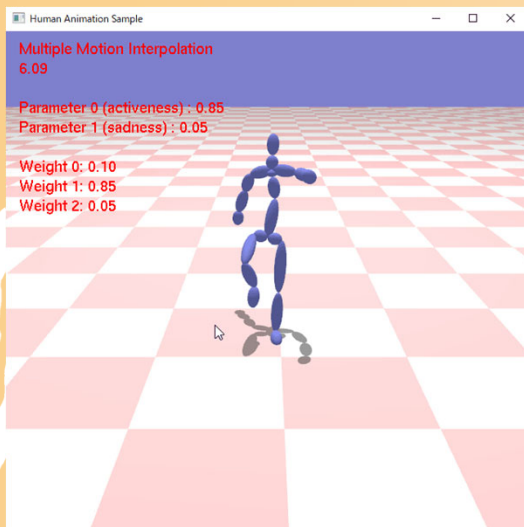 Human Animation Sample
Multiple Motion Interpolation
6.09
Parameter 0 (activeness) : 0.85
Parameter 1 (sadness) : 0.05
Weight 0: 0.10
Weight 1: 0.85
Weight 2: 0.05